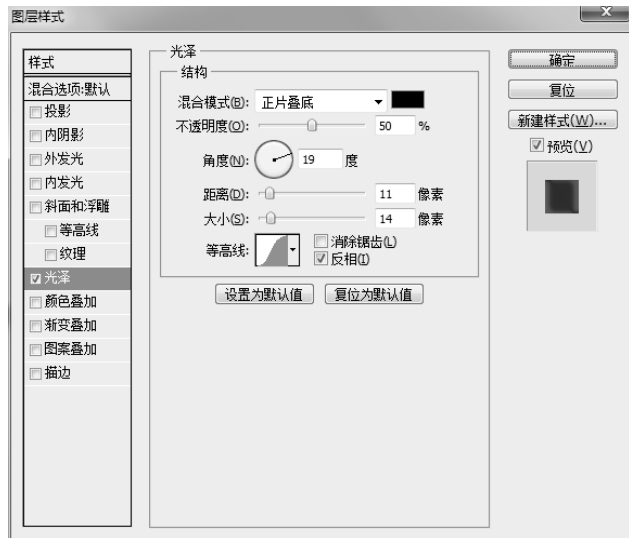 图层样式
样式
混合选项:默认
投影
内阴影
外发光
内发光
斜面和浮雕
等高线
纹理
光泽
颜色叠加
渐变叠加
图案叠加
描边
光泽
结构
混合模式(B): 正片叠底
不透明度(O): 50 %
角度(N): 19 度
距离(D): 11 像素
大小(S): 14 像素
等高线: 消除锯齿(L)
反相(I)
设置为默认值 复位为默认值
确定
复位
新建样式(W)...
预览(V)